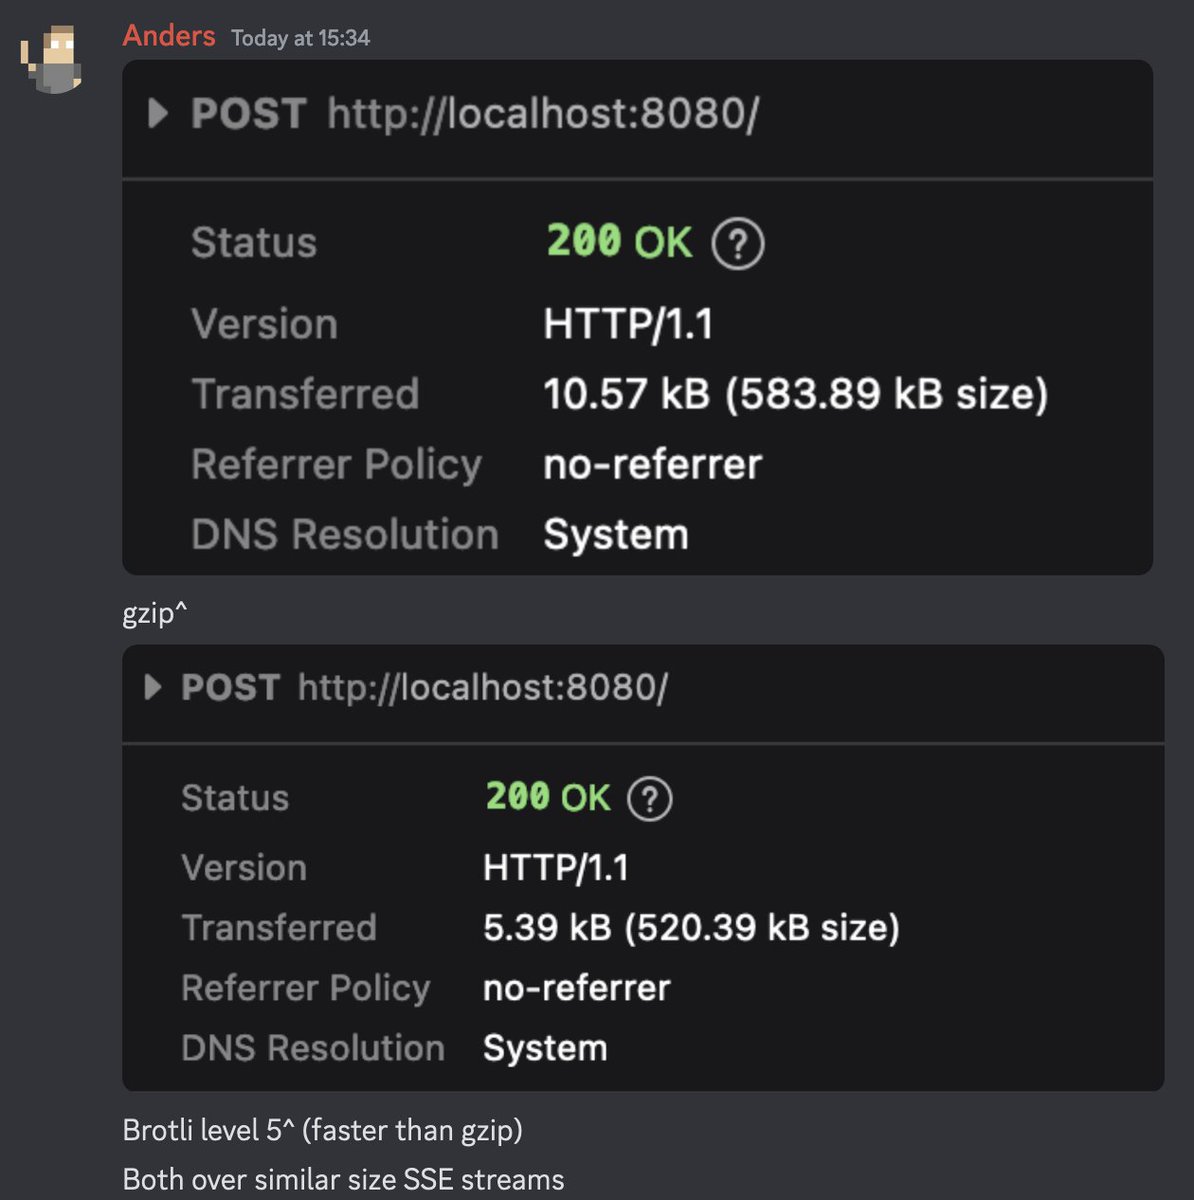 Anders Today at 15:34
POST http://localhost:8080/
Status 200 OK ?
Version HTTP/1.1
Transferred 10.57 kB (583.89 kB size)
Referrer Policy no-referrer
DNS Resolution System
gzip^
POST http://localhost:8080/
Status 200 OK ?
Version HTTP/1.1
Transferred 5.39 kB (520.39 kB size)
Referrer Policy no-referrer
DNS Resolution System
Brotli level 5^ (faster than gzip)
Both over similar size SSE streams